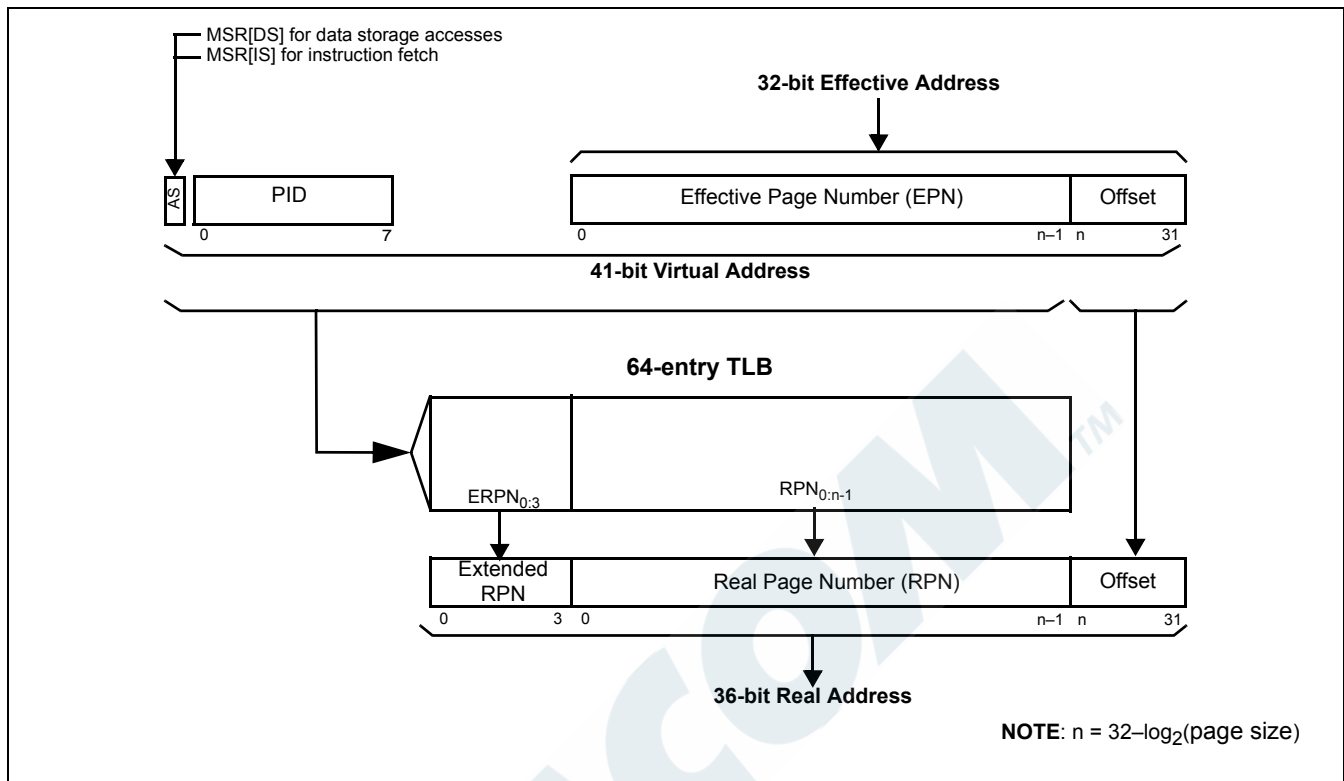 MSR[DS] for data storage accesses
MSR[IS] for instruction fetch
32-bit Effective Address
AS
PID
Effective Page Number (EPN)
Offset
0 7 0 n–1 n 31
41-bit Virtual Address
64-entry TLB
ERPN0:3
RPN0:n-1
Extended
RPN
Real Page Number (RPN)
Offset
0 3 0 n–1 n 31
36-bit Real Address
NOTE: n = 32–log2(page size)
TM